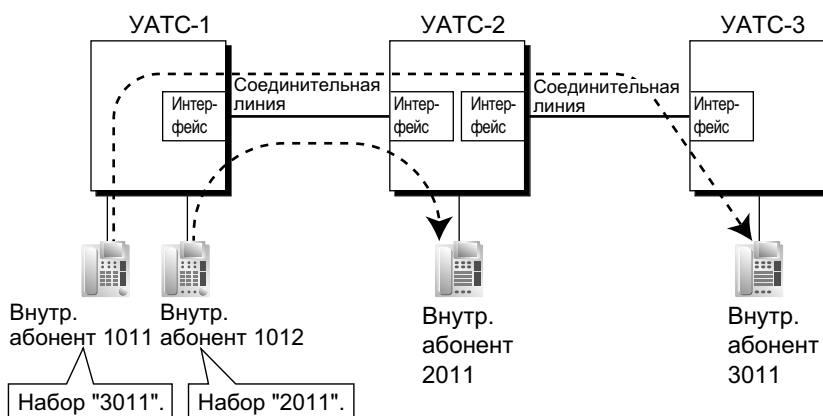 УАТС-1
УАТС-2
УАТС-3
Соединительная
линия
Соединительная
линия
Интер-
фейс
Интер-
фейс
Интер-
фейс
Интер-
фейс
Внутр.
абонент 1011
Внутр.
абонент 1012
Внутр.
абонент
2011
Внутр.
абонент
3011
Набор "3011".
Набор "2011".